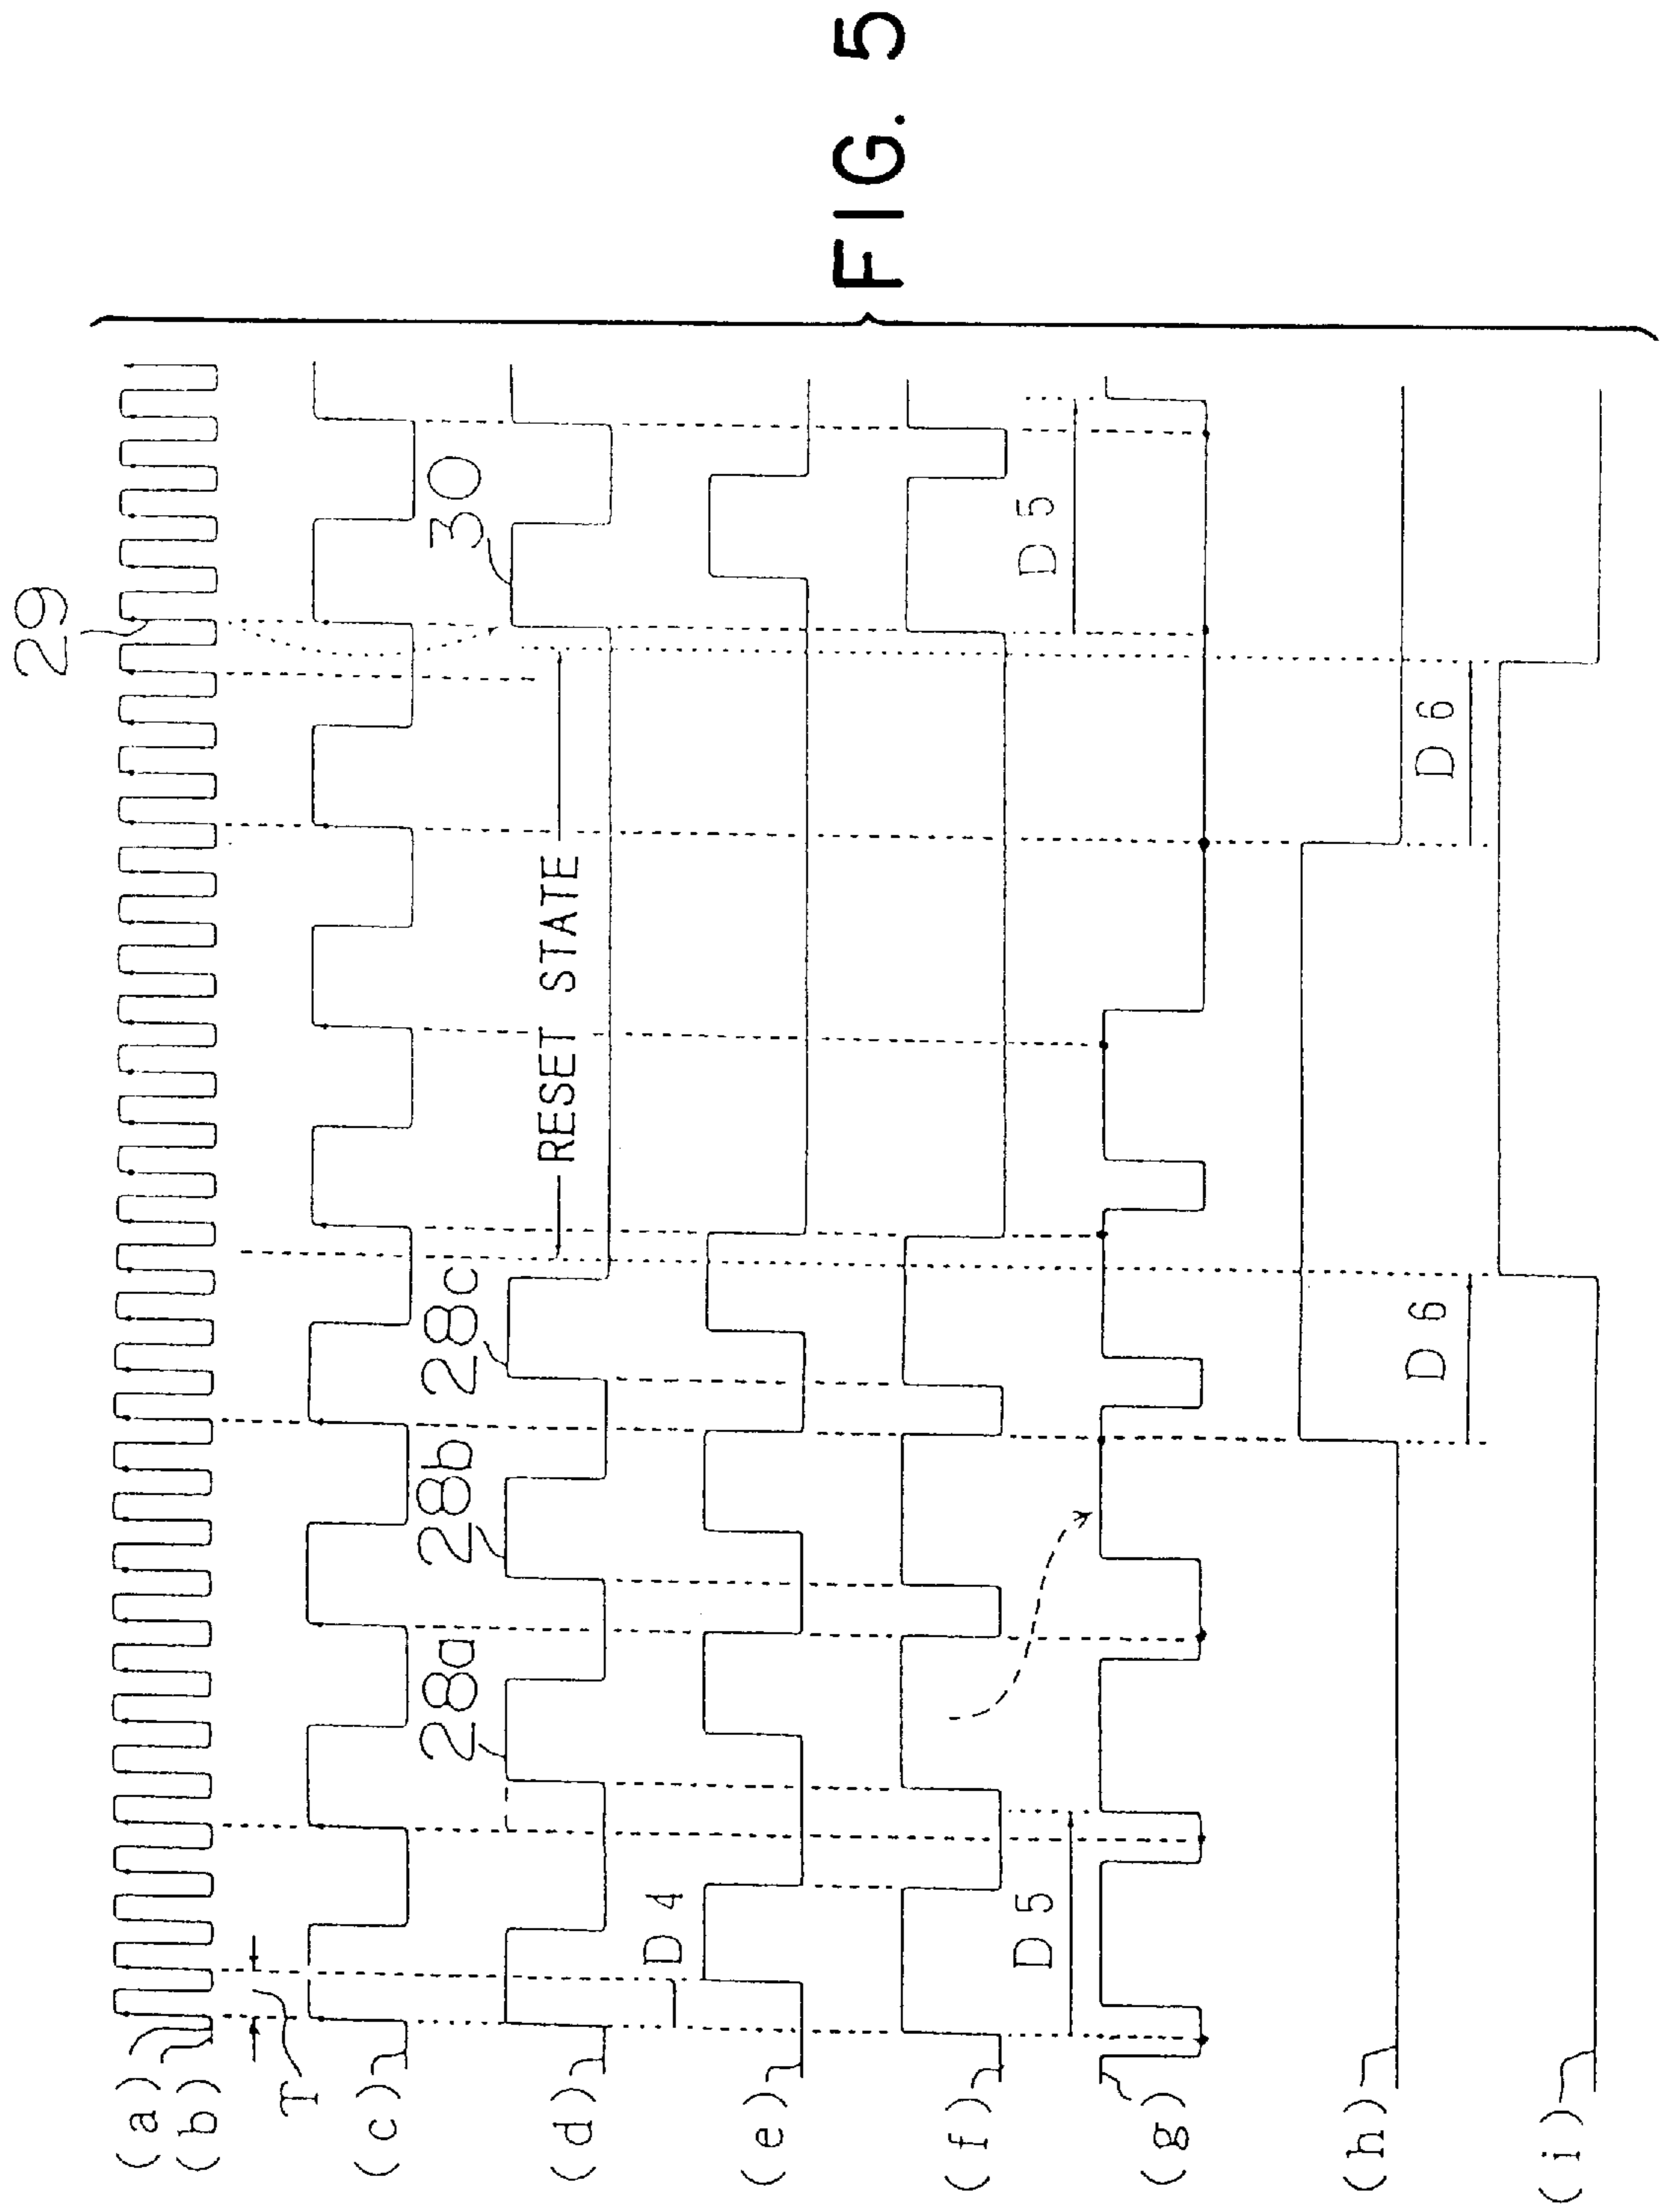 (a)
(b)
T
29
(c)
(d)
28a
28b
28c
30
RESET STATE
(e)
D4
(f)
(g)
D5
D5
(h)
D6
D6
(i)
FIG. 5